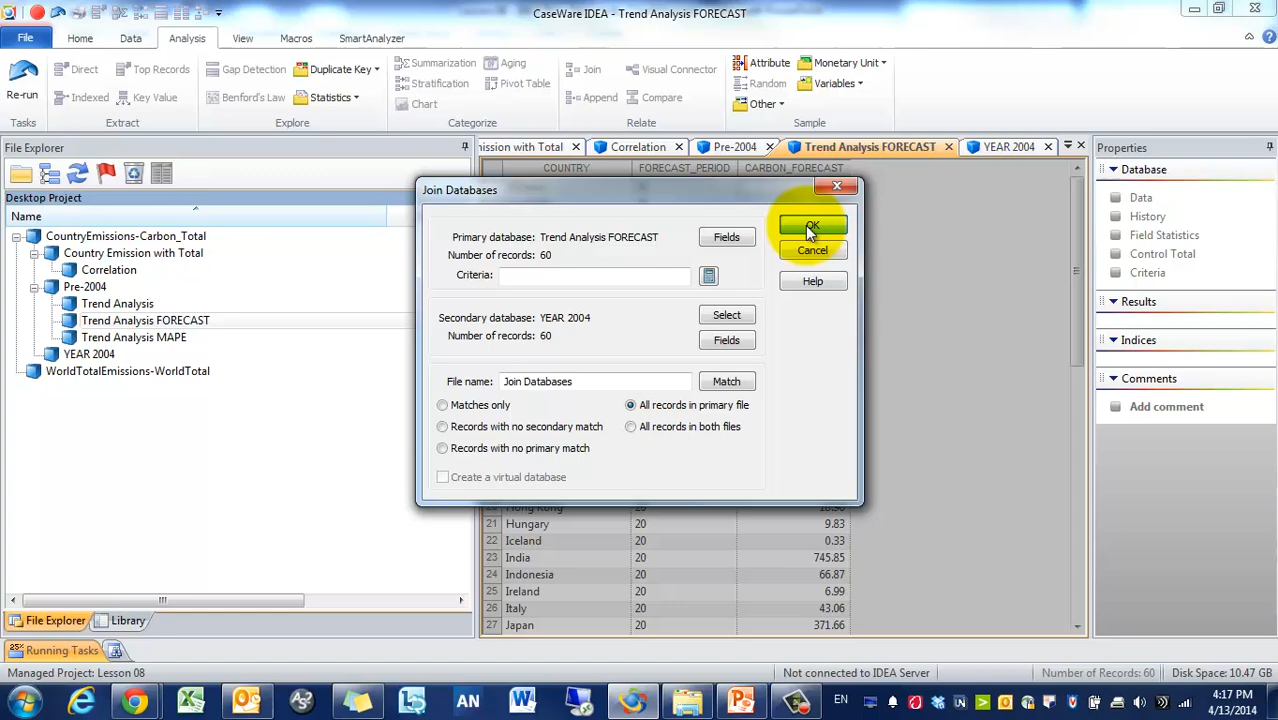 CaseWare IDEA - Trend Analysis FORECAST
File Home Data Analysis View Macros SmartAnalyzer
Direct Top Records Gap Detection Duplicate Key Summarization Aging Join Visual Connector Attribute Monetary Unit
Stratification Pivot Table Random Variables
Re-run Indexed Key Value Benford's Law Statistics Chart Append Compare Other
Tasks Extract Explore Categorize Relate Sample
File Explorer
Desktop Project
Name
CountryEmissions-Carbon_Total
Country Emission with Total
Correlation
Pre-2004
Trend Analysis
Trend Analysis FORECAST
Trend Analysis MAPE
YEAR 2004
WorldTotalEmissions-WorldTotal
File Explorer Library
ission with Total Correlation Pre-2004 Trend Analysis FORECAST YEAR 2004
COUNTRY FORECAST_PERIOD CARBON_FORECAST
Join Databases
Primary database: Trend Analysis FORECAST Fields OK
Number of records: 60
Criteria: Cancel
Help
Secondary database: YEAR 2004 Select
Number of records: 60 Fields
File name: Join Databases Match
Matches only All records in primary file
Records with no secondary match All records in both files
Records with no primary match
Create a virtual database
21 Hungary 20 9.83
22 Iceland 20 0.33
23 India 20 745.85
24 Indonesia 20 66.87
25 Ireland 20 6.99
26 Italy 20 43.06
27 Japan 20 371.66
Properties
Database
Data
History
Field Statistics
Control Total
Criteria
Results
Indices
Comments
Add comment
Running Tasks
Managed Project: Lesson 08 Not connected to IDEA Server Number of Records: 60 Disk Space: 10.47 GB
EN 4:17 PM
4/13/2014